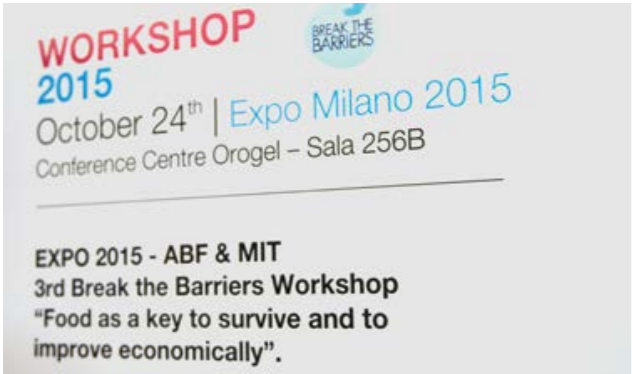 WORKSHOP
BREAK THE
BARRIERS
2015
October 24th | Expo Milano 2015
Conference Centre Orogel – Sala 256B
EXPO 2015 - ABF & MIT
3rd Break the Barriers Workshop
“Food as a key to survive and to
improve economically”.